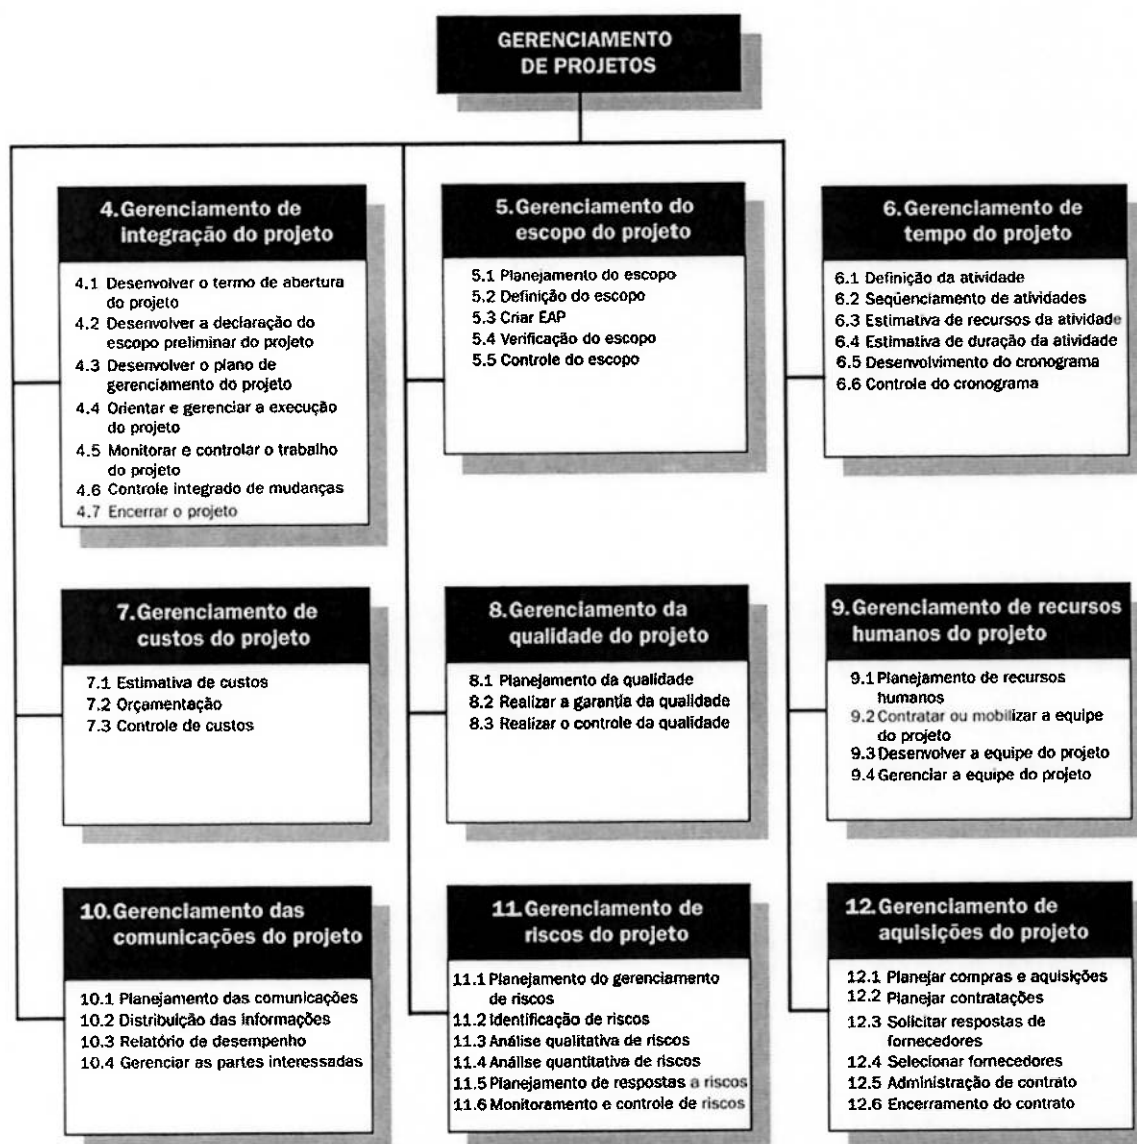 GERENCIAMENTO
DE PROJETOS
4. Gerenciamento de
integração do projeto
4.1 Desenvolver o termo de abertura
do projeto
4.2 Desenvolver a declaração do
escopo preliminar do projeto
4.3 Desenvolver o plano de
gerenciamento do projeto
4.4 Orientar e gerenciar a execução
do projeto
4.5 Monitorar e controlar o trabalho
do projeto
4.6 Controle integrado de mudanças
4.7 Encerrar o projeto
5. Gerenciamento do
escopo do projeto
5.1 Planejamento do escopo
5.2 Definição do escopo
5.3 Criar EAP
5.4 Verificação do escopo
5.5 Controle do escopo
6. Gerenciamento de
tempo do projeto
6.1 Definição da atividade
6.2 Seqüenciamento de atividades
6.3 Estimativa de recursos da atividade
6.4 Estimativa de duração da atividade
6.5 Desenvolvimento do cronograma
6.6 Controle do cronograma
7. Gerenciamento de
custos do projeto
7.1 Estimativa de custos
7.2 Orçamentação
7.3 Controle de custos
8. Gerenciamento da
qualidade do projeto
8.1 Planejamento da qualidade
8.2 Realizar a garantia da qualidade
8.3 Realizar o controle da qualidade
9. Gerenciamento de recursos
humanos do projeto
9.1 Planejamento de recursos
humanos
9.2 Contratar ou mobilizar a equipe
do projeto
9.3 Desenvolver a equipe do projeto
9.4 Gerenciar a equipe do projeto
10. Gerenciamento das
comunicações do projeto
10.1 Planejamento das comunicações
10.2 Distribuição das informações
10.3 Relatório de desempenho
10.4 Gerenciar as partes interessadas
11. Gerenciamento de
riscos do projeto
11.1 Planejamento do gerenciamento
de riscos
11.2 Identificação de riscos
11.3 Análise qualitativa de riscos
11.4 Análise quantitativa de riscos
11.5 Planejamento de respostas a riscos
11.6 Monitoramento e controle de riscos
12. Gerenciamento de
aquisições do projeto
12.1 Planejar compras e aquisições
12.2 Planejar contratações
12.3 Solicitar respostas de
fornecedores
12.4 Selecionar fornecedores
12.5 Administração de contrato
12.6 Encerramento do contrato